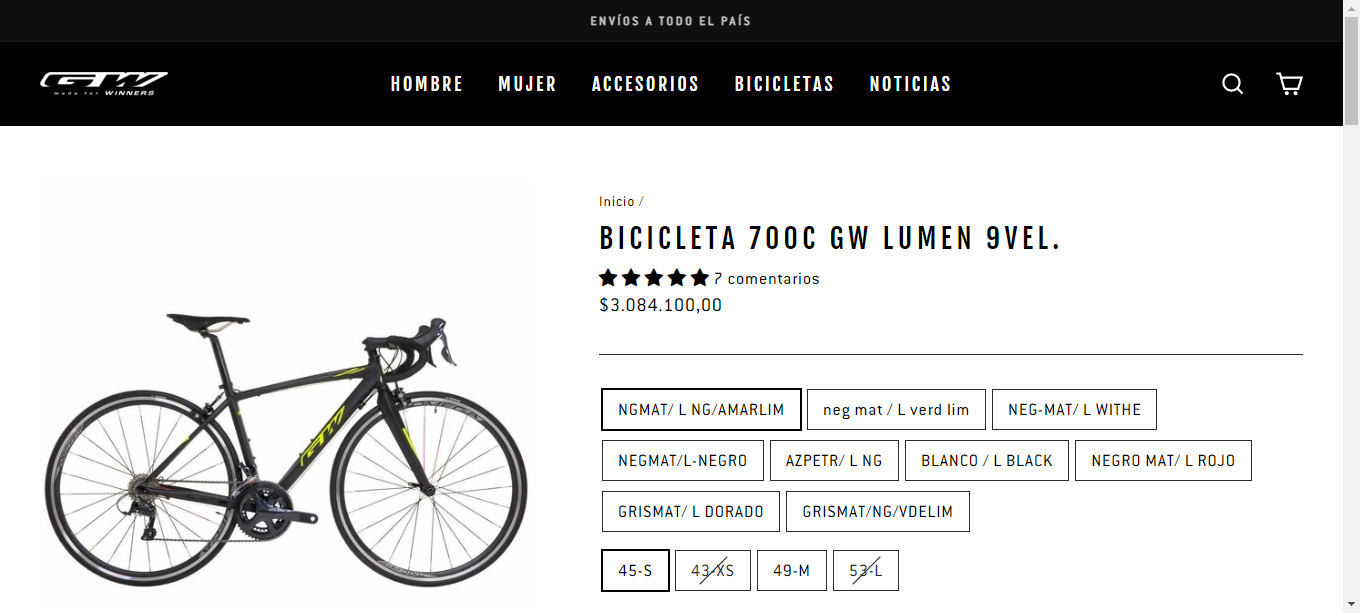 ENVÍOS A TODO EL PAÍS
GW
made for WINNERS
HOMBRE MUJER ACCESORIOS BICICLETAS NOTICIAS
Inicio /
BICICLETA 700C GW LUMEN 9VEL.
7 comentarios
$3.084.100,00
NGMAT/ L NG/AMARLIM neg mat / L verd lim NEG-MAT/ L WITHE
NEGMAT/L-NEGRO AZPETR/ L NG BLANCO / L BLACK NEGRO MAT/ L ROJO
GRISMAT/ L DORADO GRISMAT/NG/VDELIM
45-S 43-XS 49-M 53-L
GW